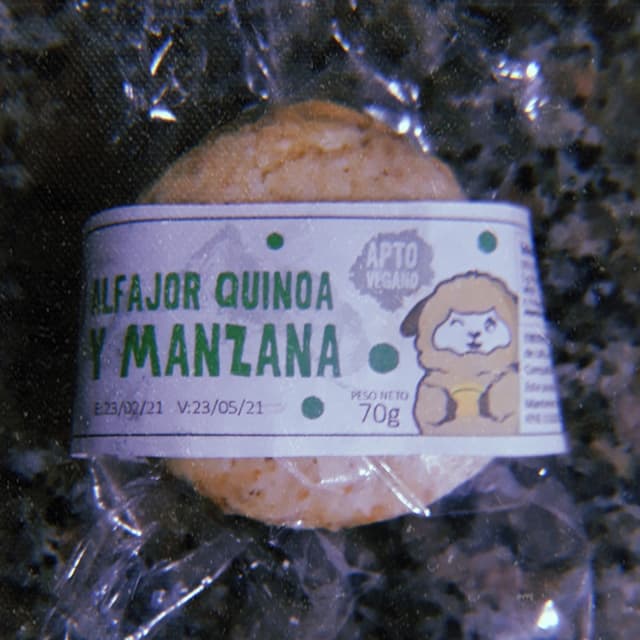 APTO
VEGANO
ALFAJOR QUINOA
Y MANZANA
E:23/02/21 V:23/05/21
PESO NETO
70g